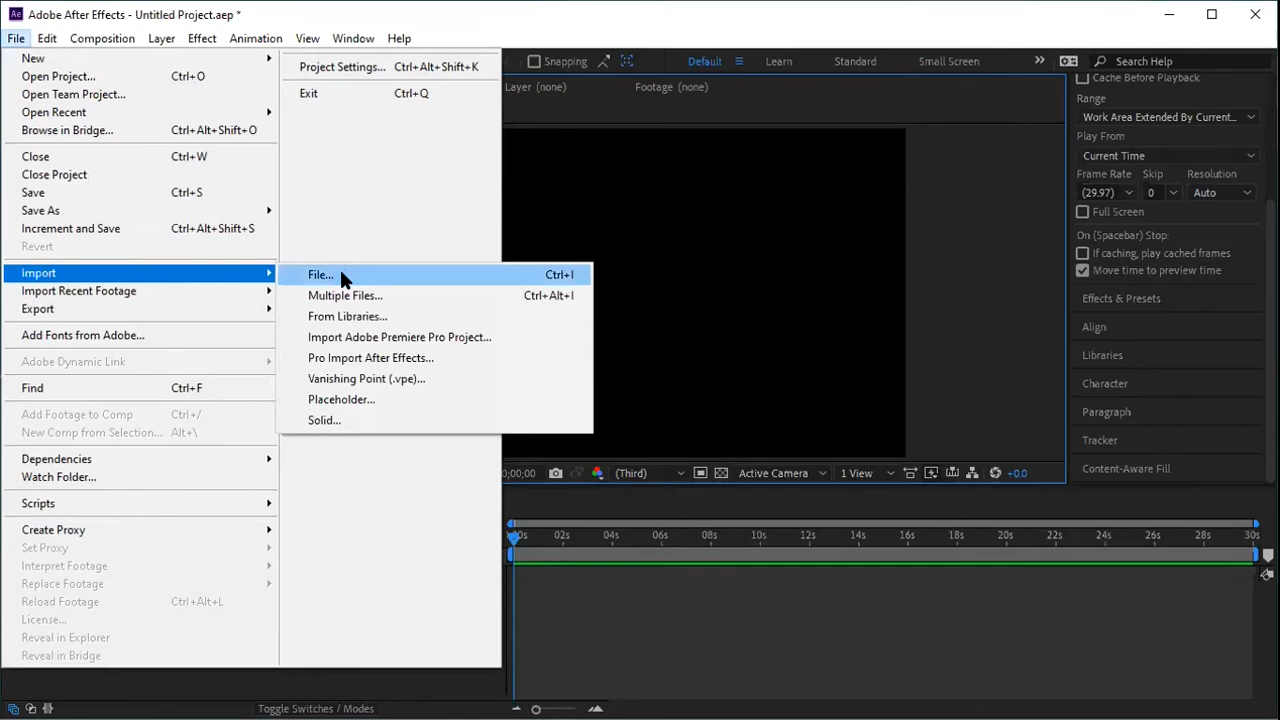 Ae Adobe After Effects - Untitled Project.aep *
File Edit Composition Layer Effect Animation View Window Help
New
Open Project... Ctrl+O
Open Team Project...
Open Recent
Browse in Bridge... Ctrl+Alt+Shift+O
Close Ctrl+W
Close Project
Save Ctrl+S
Save As
Increment and Save Ctrl+Alt+Shift+S
Revert
Import
Import Recent Footage
Export
Add Fonts from Adobe...
Adobe Dynamic Link
Find Ctrl+F
Add Footage to Comp Ctrl+/
New Comp from Selection... Alt+\
Dependencies
Watch Folder...
Scripts
Create Proxy
Set Proxy
Interpret Footage
Replace Footage
Reload Footage Ctrl+Alt+L
License...
Reveal in Explorer
Reveal in Bridge
Project Settings... Ctrl+Alt+Shift+K
Exit Ctrl+Q
File... Ctrl+I
Multiple Files... Ctrl+Alt+I
From Libraries...
Import Adobe Premiere Pro Project...
Pro Import After Effects...
Vanishing Point (.vpe)...
Placeholder...
Solid...
Snapping Default Learn Standard Small Screen Search Help
Layer (none) Footage (none)
Cache Before Playback
Range
Work Area Extended By Current...
Play From
Current Time
Frame Rate Skip Resolution
(29.97) 0 Auto
Full Screen
On (Spacebar) Stop:
If caching, play cached frames
Move time to preview time
Effects & Presets
Align
Libraries
Character
Paragraph
Tracker
Content-Aware Fill
0;00;00 (Third) Active Camera 1 View +0.0
02s 04s 06s 08s 10s 12s 14s 16s 18s 20s 22s 24s 26s 28s 30s
Toggle Switches / Modes